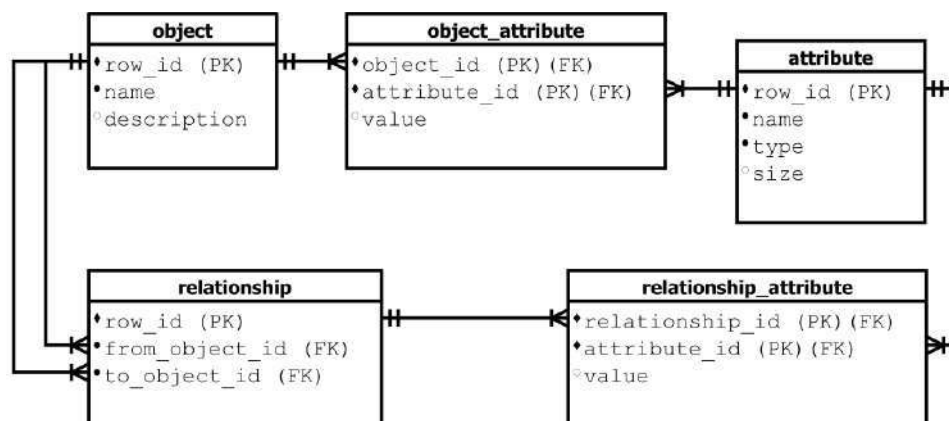 object
row_id (PK)
name
description
object_attribute
object_id (PK)(FK)
attribute_id (PK)(FK)
value
attribute
row_id (PK)
name
type
size
relationship
row_id (PK)
from_object_id (FK)
to_object_id (FK)
relationship_attribute
relationship_id (PK)(FK)
attribute_id (PK)(FK)
value